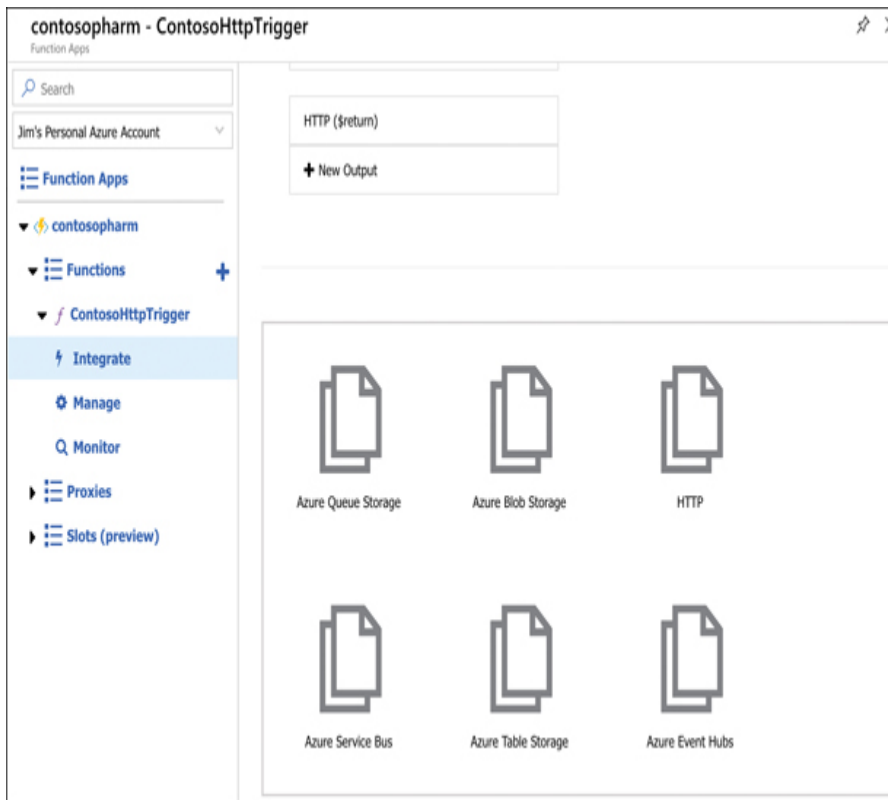 contosopharm - ContosoHttpTrigger
Function Apps
Search
Jim's Personal Azure Account
Function Apps
contosopharm
Functions
ContosoHttpTrigger
Integrate
Manage
Monitor
Proxies
Slots (preview)
HTTP ($return)
New Output
Azure Queue Storage
Azure Blob Storage
HTTP
Azure Service Bus
Azure Table Storage
Azure Event Hubs